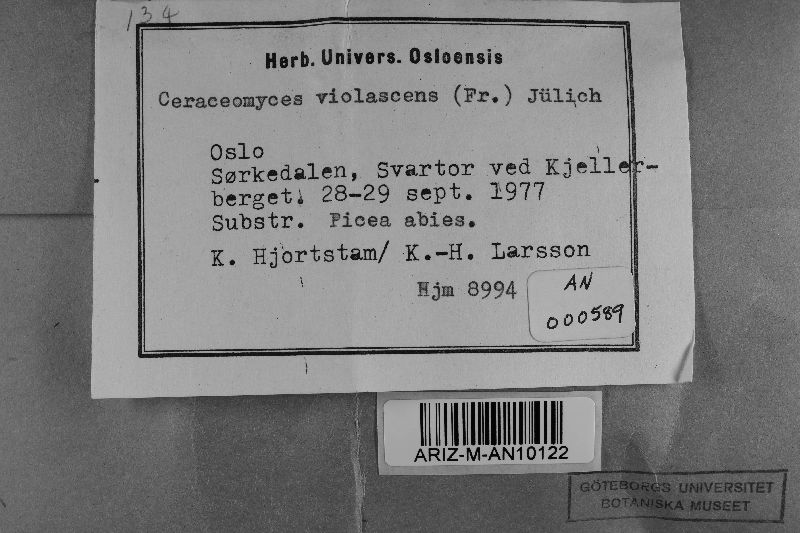 134
Herb. Univers. Osloensis
Ceraceomyces violascens (Fr.) Jülich
Oslo
Sørkedalen, Svartor ved Kjeller-
berget. 28-29 sept. 1977
Substr. Picea abies.
K. Hjortstam/ K.-H. Larsson
Hjm 8994
AN
000589
ARIZ-M-AN10122
GÖTEBORGS UNIVERSITET
BOTANISKA MUSEET